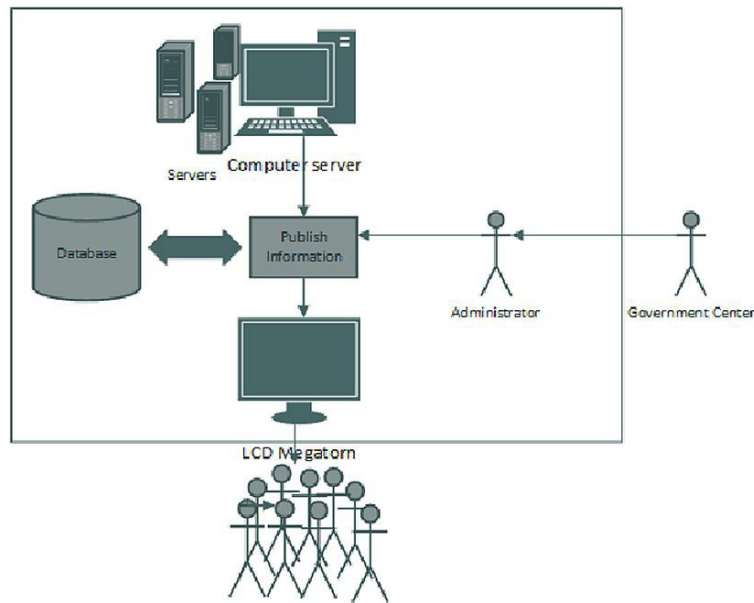 Servers
Computer server
Database
Publish
Information
Administrator
Government Center
LCD Megatorn